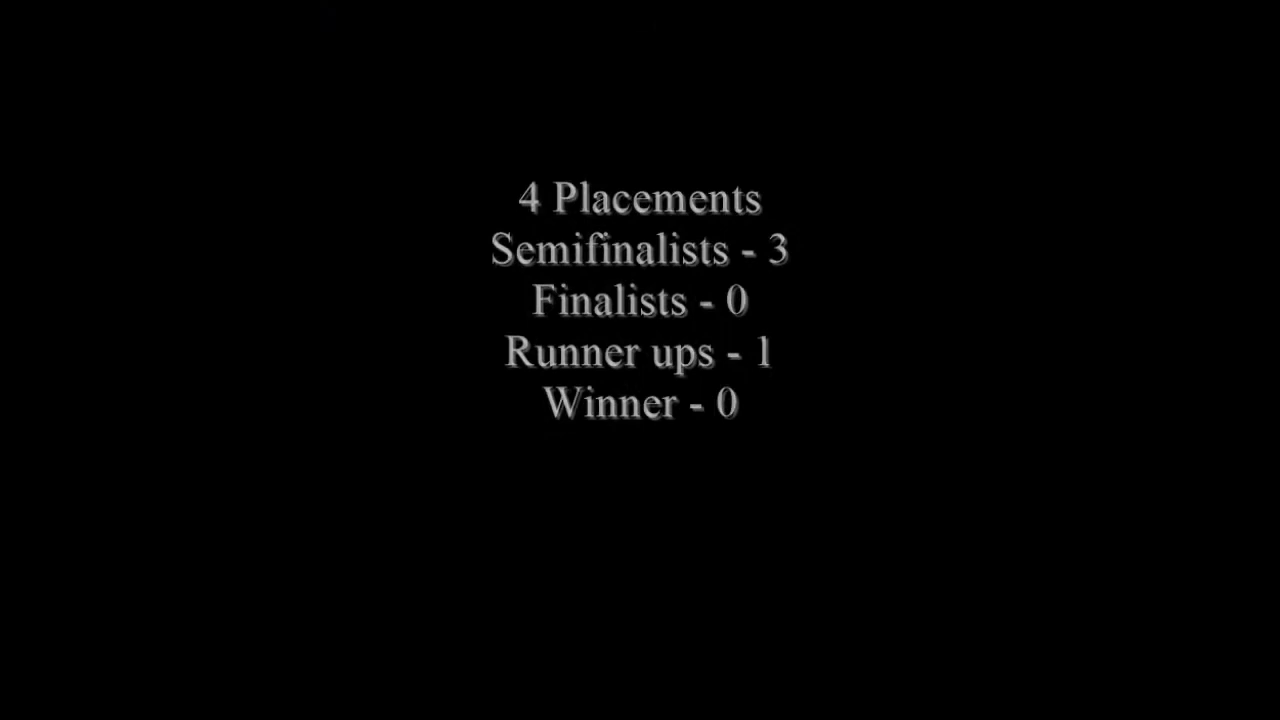 4 Placements
Semifinalists - 3
Finalists - 0
Runner ups - 1
Winner - 0